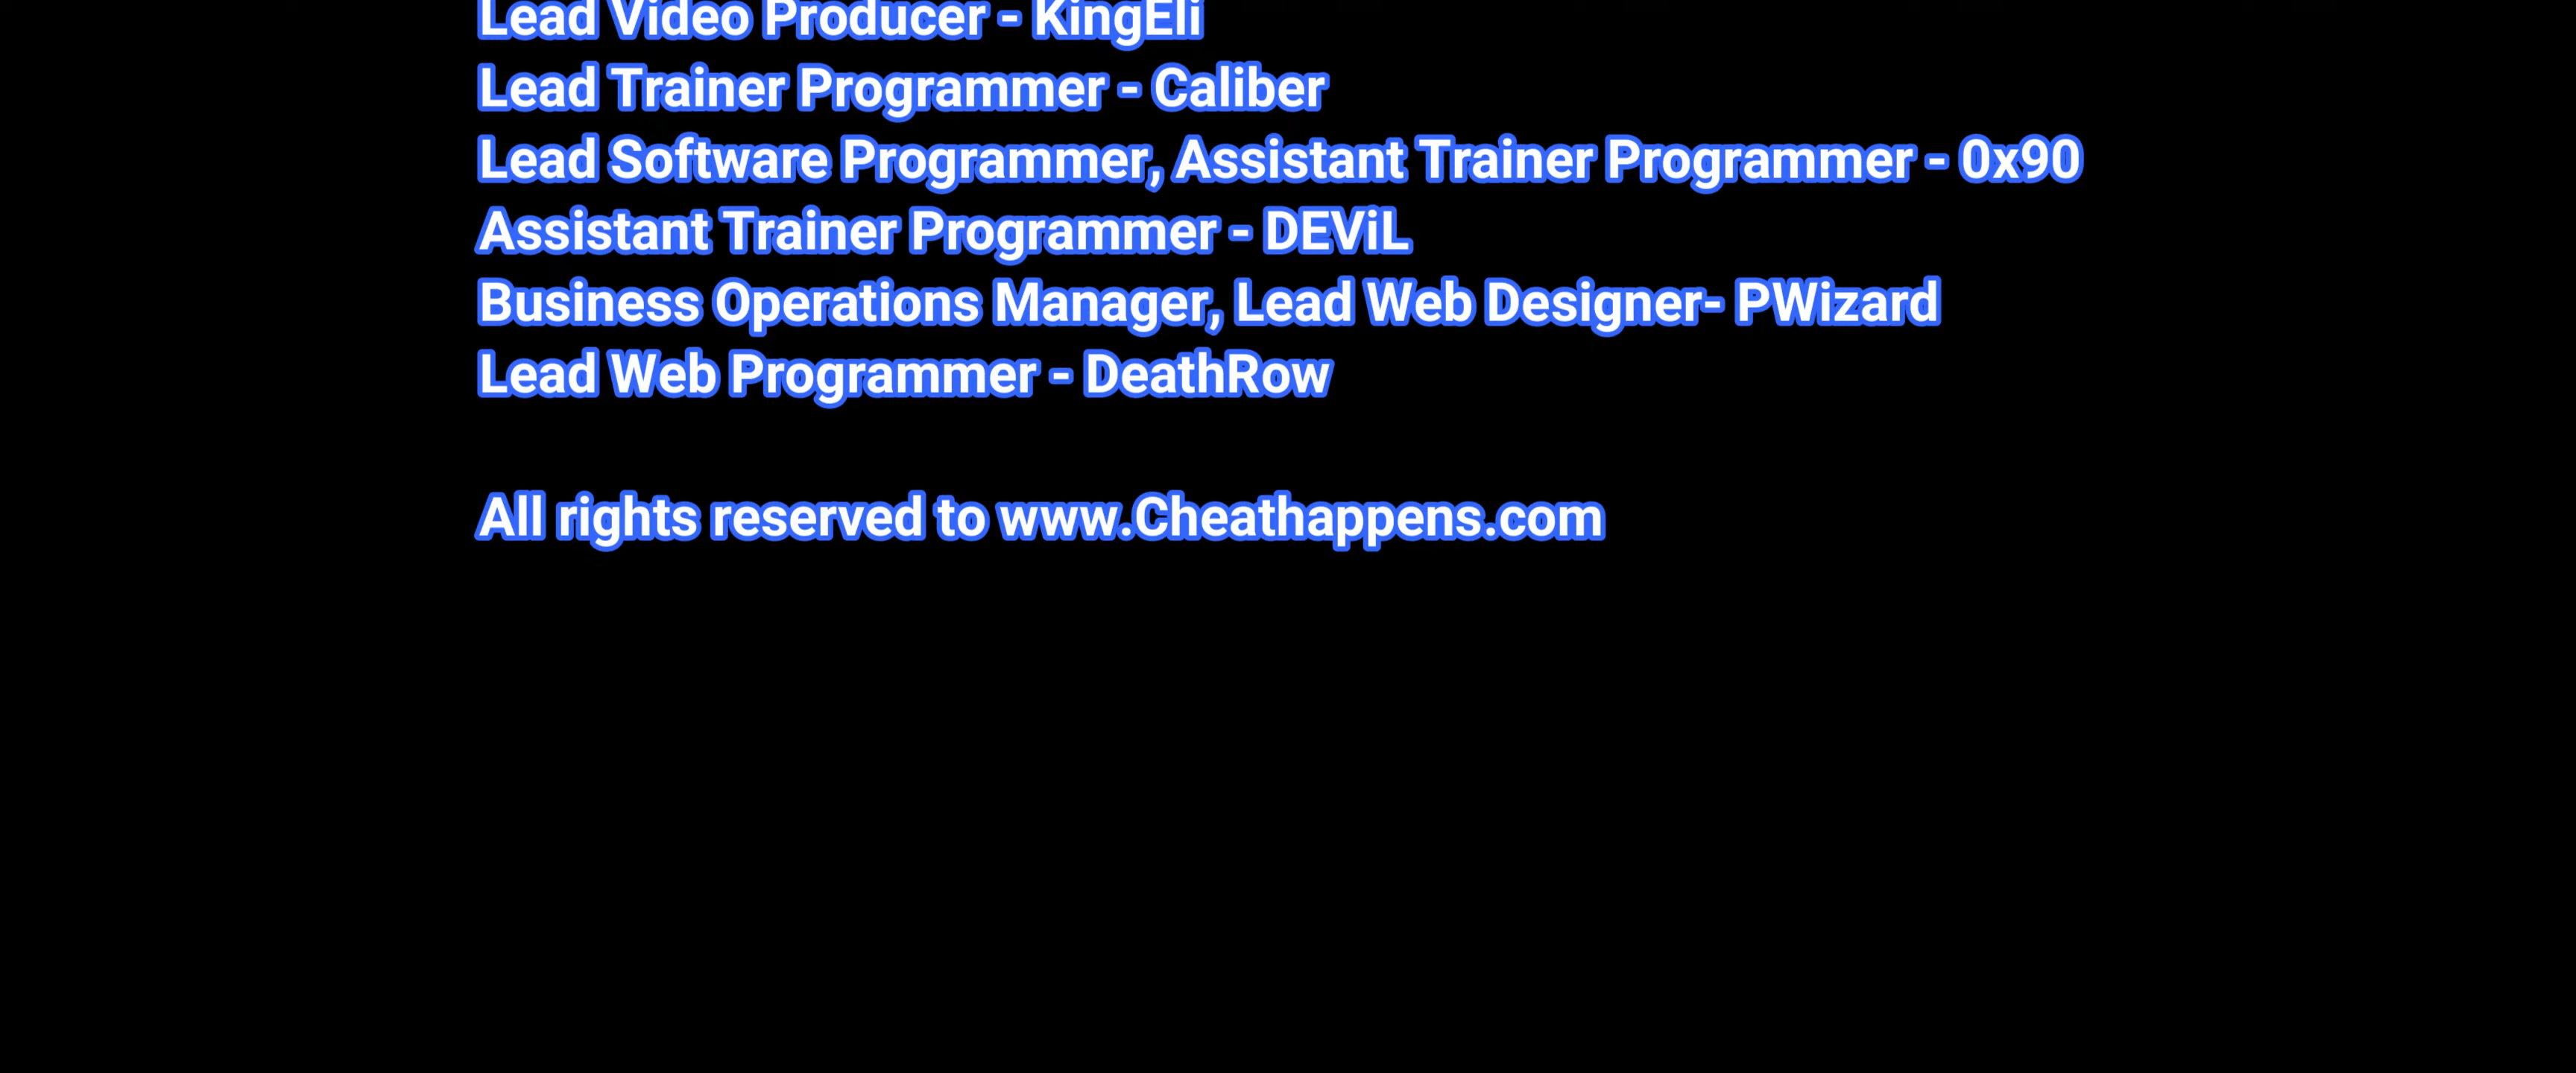 Lead Video Producer - KingEli
Lead Trainer Programmer - Caliber
Lead Software Programmer, Assistant Trainer Programmer - 0x90
Assistant Trainer Programmer - DEViL
Business Operations Manager, Lead Web Designer- PWizard
Lead Web Programmer - DeathRow
All rights reserved to www.Cheathappens.com